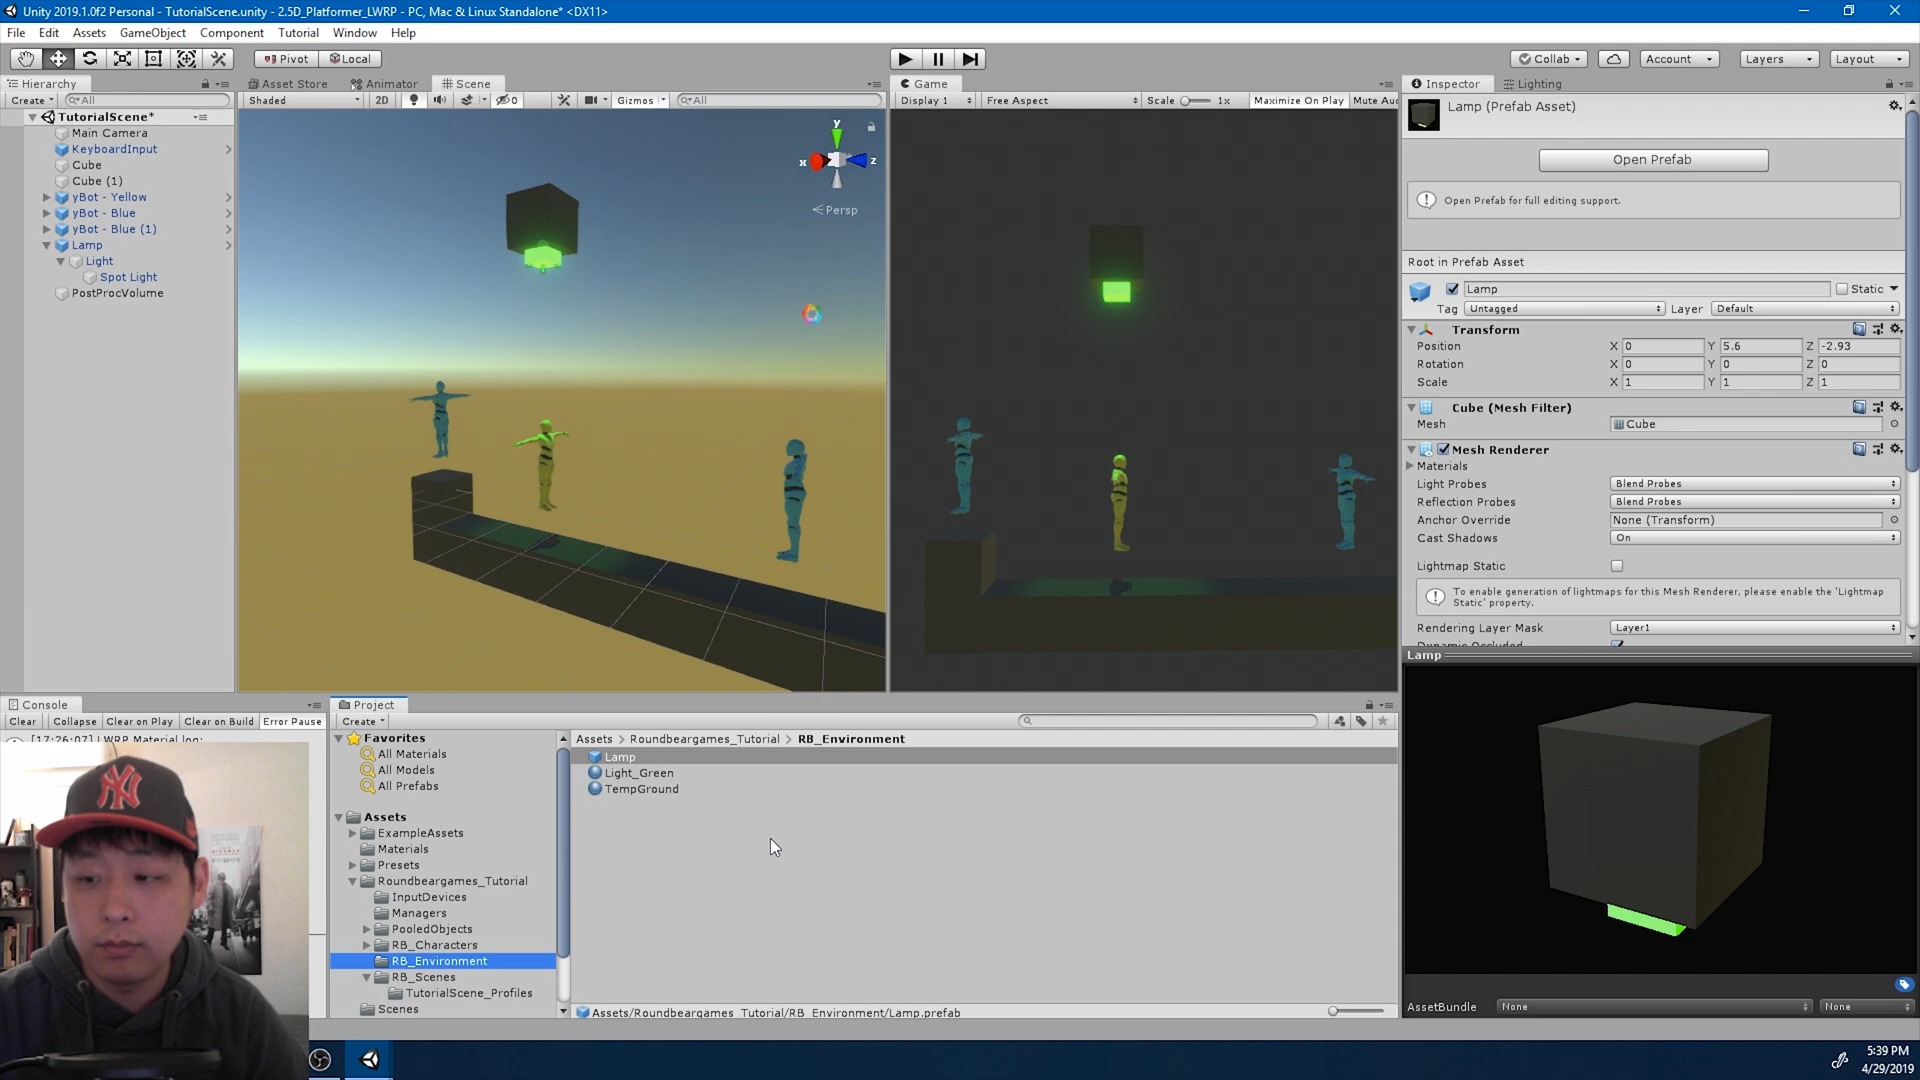 Unity 2019.1.0f2 Personal - TutorialScene.unity - 2.5D_Platformer_LWRP - PC, Mac & Linux Standalone* <DX11>
File Edit Assets GameObject Component Tutorial Window Help
Pivot Local
Collab Account Layers Layout
Hierarchy
Create All
TutorialScene*
Main Camera
KeyboardInput
Cube
Cube (1)
yBot - Yellow
yBot - Blue
yBot - Blue (1)
Lamp
Light
Spot Light
PostProcVolume
Asset Store Animator Scene
Shaded 2D 0 Gizmos All
y
x z
Persp
Game
Display 1 Free Aspect Scale 1x Maximize On Play Mute Au
Inspector Lighting
Lamp (Prefab Asset)
Open Prefab
Open Prefab for full editing support.
Root in Prefab Asset
Lamp Static
Tag Untagged Layer Default
Transform
Position X 0 Y 5.6 Z -2.93
Rotation X 0 Y 0 Z 0
Scale X 1 Y 1 Z 1
Cube (Mesh Filter)
Mesh Cube
Mesh Renderer
Materials
Light Probes Blend Probes
Reflection Probes Blend Probes
Anchor Override None (Transform)
Cast Shadows On
Lightmap Static
To enable generation of lightmaps for this Mesh Renderer, please enable the 'Lightmap
Static' property.
Rendering Layer Mask Layer1
Dynamic Occluded
Lamp
AssetBundle None None
Console
Clear Collapse Clear on Play Clear on Build Error Pause
[17:26:07] LWRP Material log:
Project
Create
Favorites
All Materials
All Models
All Prefabs
Assets
ExampleAssets
Materials
Presets
Roundbeargames_Tutorial
InputDevices
Managers
PooledObjects
RB_Characters
RB_Environment
RB_Scenes
TutorialScene_Profiles
Scenes
Assets > Roundbeargames_Tutorial > RB_Environment
Lamp
Light_Green
TempGround
Assets/Roundbeargames_Tutorial/RB_Environment/Lamp.prefab
5:39 PM
4/29/2019